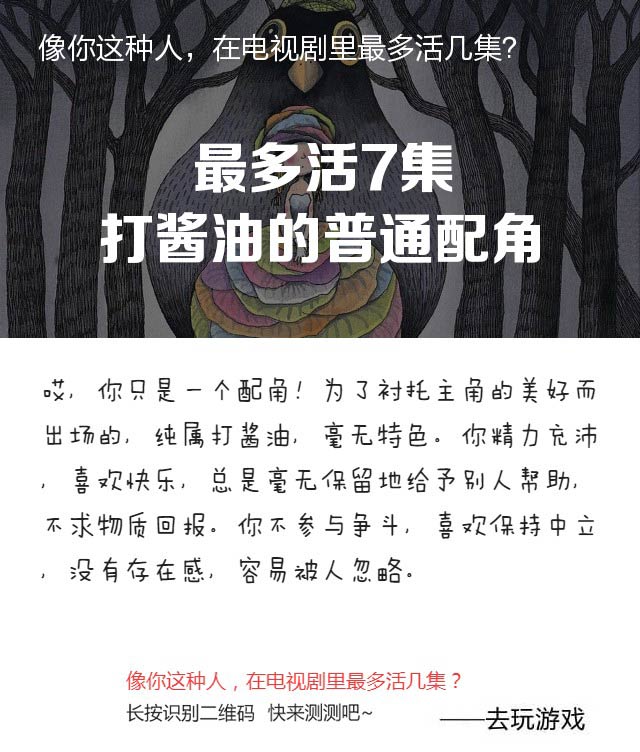 像你这种人，在电视剧里最多活几集？
最多活7集
打酱油的普通配角
哎，你只是一个配角！为了衬托主角的美好而
出场的，纯属打酱油，毫无特色。你精力充沛
，喜欢快乐，总是毫无保留地给予别人帮助，
不求物质回报。你不参与争斗，喜欢保持中立
，没有存在感，容易被人忽略。
像你这种人，在电视剧里最多活几集？
长按识别二维码 快来测测吧~
——去玩游戏